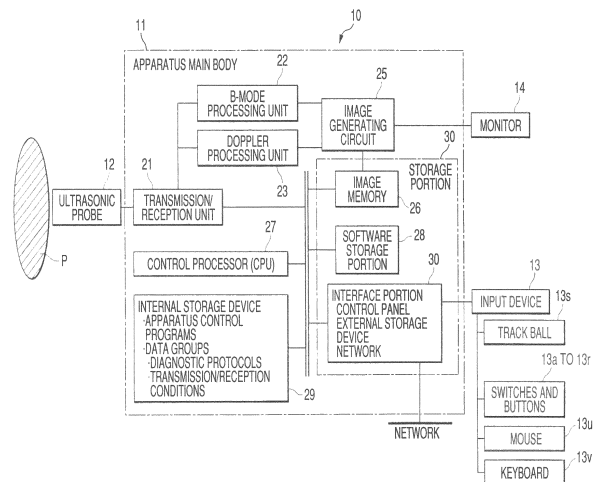 10
11
APPARATUS MAIN BODY
22
B-MODE
PROCESSING UNIT
25
IMAGE
GENERATING
CIRCUIT
14
MONITOR
30
STORAGE
PORTION
DOPPLER
PROCESSING UNIT
23
12
ULTRASONIC
PROBE
21
TRANSMISSION/
RECEPTION UNIT
IMAGE
MEMORY
26
P
27
CONTROL PROCESSOR (CPU)
SOFTWARE
STORAGE
PORTION
28
30
INTERFACE PORTION
CONTROL PANEL
EXTERNAL STORAGE
DEVICE
NETWORK
INTERNAL STORAGE DEVICE
-APPARATUS CONTROL
PROGRAMS
-DATA GROUPS
-DIAGNOSTIC PROTOCOLS
-TRANSMISSION/RECEPTION
CONDITIONS
29
NETWORK
13
INPUT DEVICE
13s
TRACK BALL
13a TO 13r
SWITCHES AND
BUTTONS
13u
MOUSE
13v
KEYBOARD